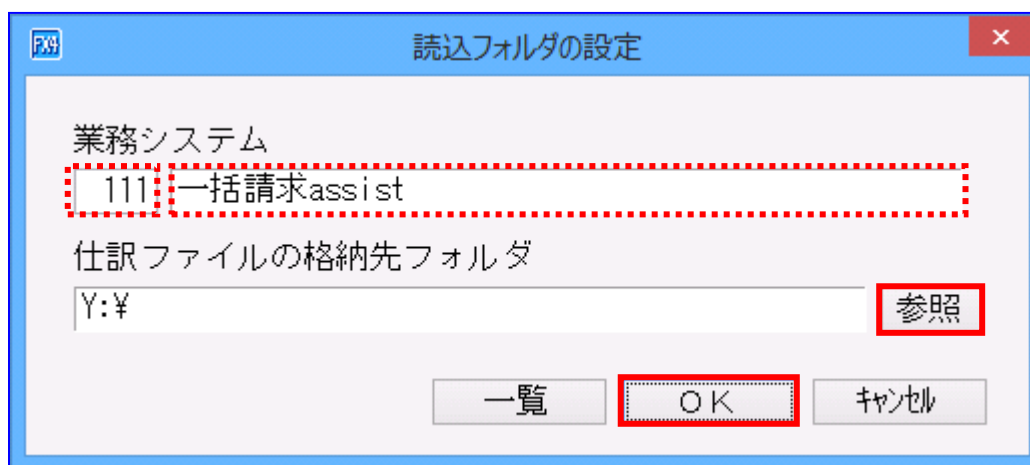 FX4 読込フォルダの設定 ×
業務システム
111 一括請求assist
仕訳ファイルの格納先フォルダ
Y:¥ 参照
一覧 OK ｷｬﾝｾﾙ